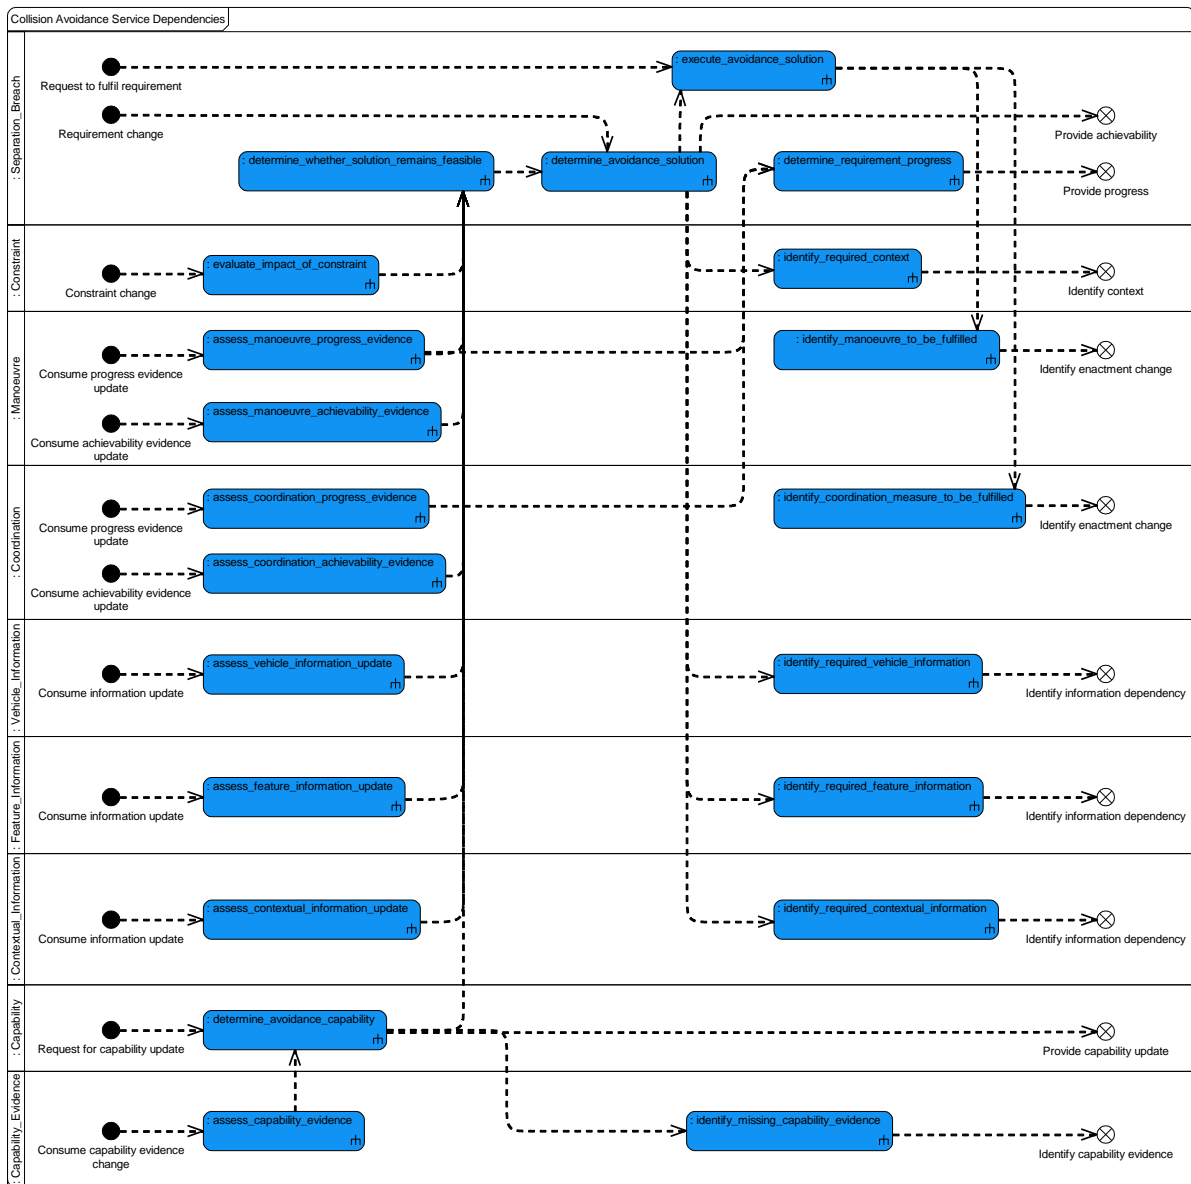 Collision Avoidance Service Dependencies
: Separation_Breach
Request to fulfil requirement
: execute_avoidance_solution
Requirement change
Provide achievability
: determine_whether_solution_remains_feasible
: determine_avoidance_solution
: determine_requirement_progress
Provide progress
: Constraint
Constraint change
: evaluate_impact_of_constraint
: identify_required_context
Identify context
: Manoeuvre
Consume progress evidence
update
: assess_manoeuvre_progress_evidence
: identify_manoeuvre_to_be_fulfilled
Identify enactment change
Consume achievability evidence
update
: assess_manoeuvre_achievability_evidence
: Coordination
Consume progress evidence
update
: assess_coordination_progress_evidence
: identify_coordination_measure_to_be_fulfilled
Identify enactment change
Consume achievability evidence
update
: assess_coordination_achievability_evidence
: Vehicle_Information
Consume information update
: assess_vehicle_information_update
: identify_required_vehicle_information
Identify information dependency
: Feature_Information
Consume information update
: assess_feature_information_update
: identify_required_feature_information
Identify information dependency
: Contextual_Information
Consume information update
: assess_contextual_information_update
: identify_required_contextual_information
Identify information dependency
: Capability
Request for capability update
: determine_avoidance_capability
Provide capability update
: Capability_Evidence
Consume capability evidence
change
: assess_capability_evidence
: identify_missing_capability_evidence
Identify capability evidence